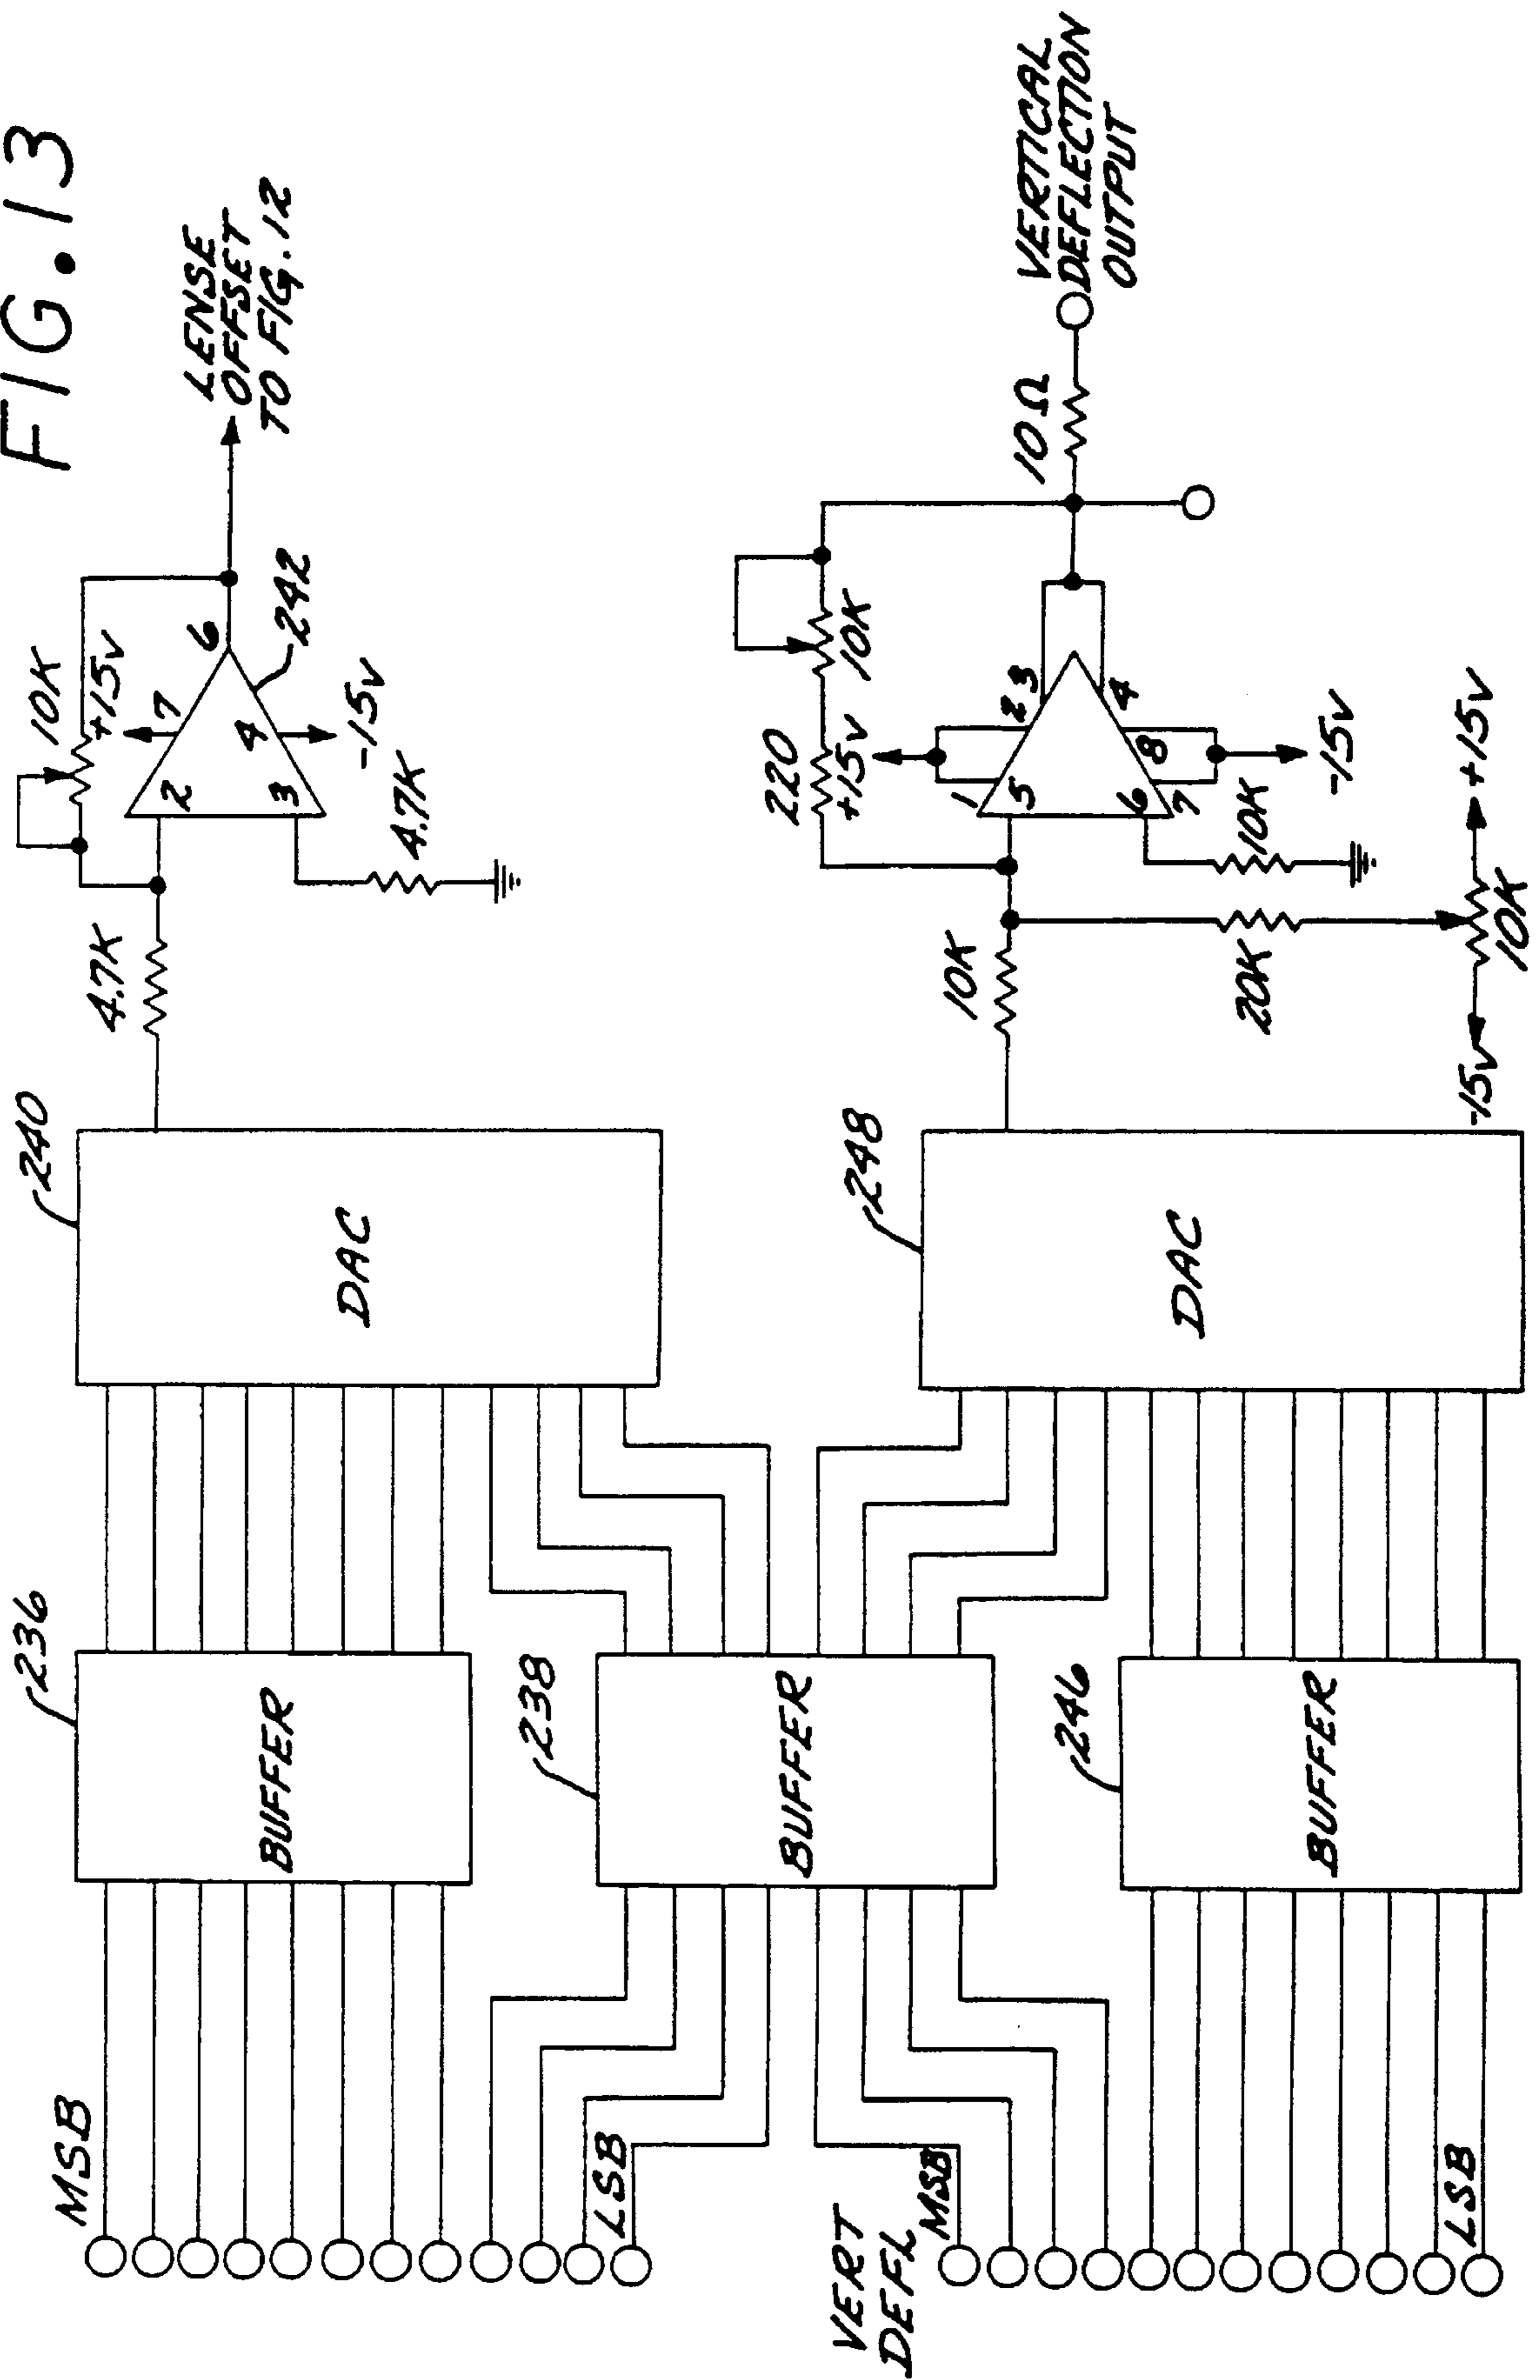 FIG. 13
MSB
LSB
VERT
DEFL
MSB
LSB
236
BUFFER
238
BUFFER
246
BUFFER
240
DAC
248
DAC
4.7K
10K
+15V
7
2
6
4
3
242
-15V
4.7K
LENSE
OFFSET
TO FIG. 12
10K
220
10K
+15V
1
2
3
5
4
6
8
7
-15V
10K
20K
-15V
+15V
10K
10 Ω
VERTICAL
DEFLECTION
OUTPUT